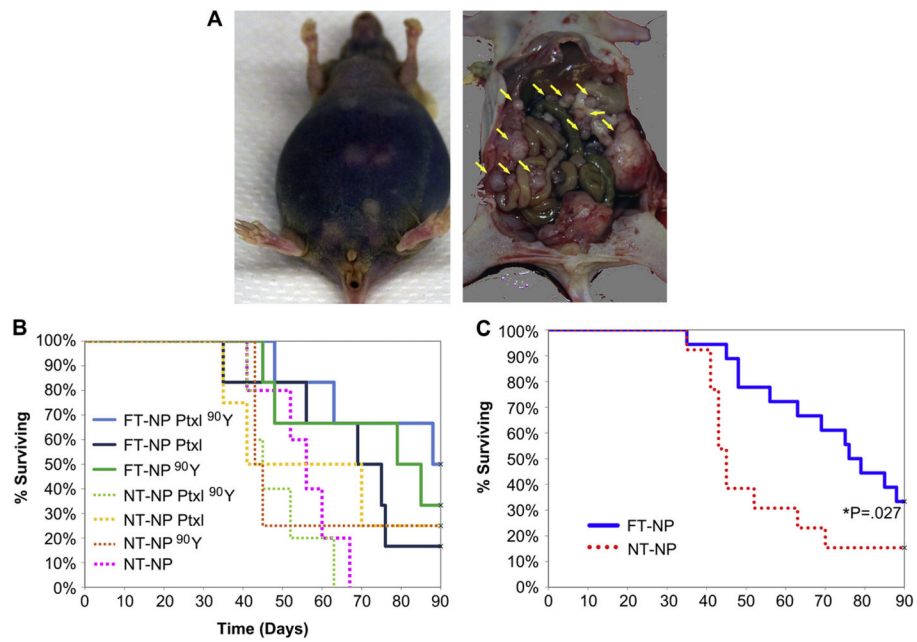 A
B
100%
90%
80%
70%
60%
50%
40%
30%
20%
10%
0%
% Surviving
FT-NP Ptxl ⁹⁰Y
FT-NP Ptxl
FT-NP ⁹⁰Y
NT-NP Ptxl ⁹⁰Y
NT-NP Ptxl
NT-NP ⁹⁰Y
NT-NP
0 10 20 30 40 50 60 70 80 90
Time (Days)
C
100%
90%
80%
70%
60%
50%
40%
30%
20%
10%
0%
% Surviving
*P=.027
FT-NP
NT-NP
0 10 20 30 40 50 60 70 80 90